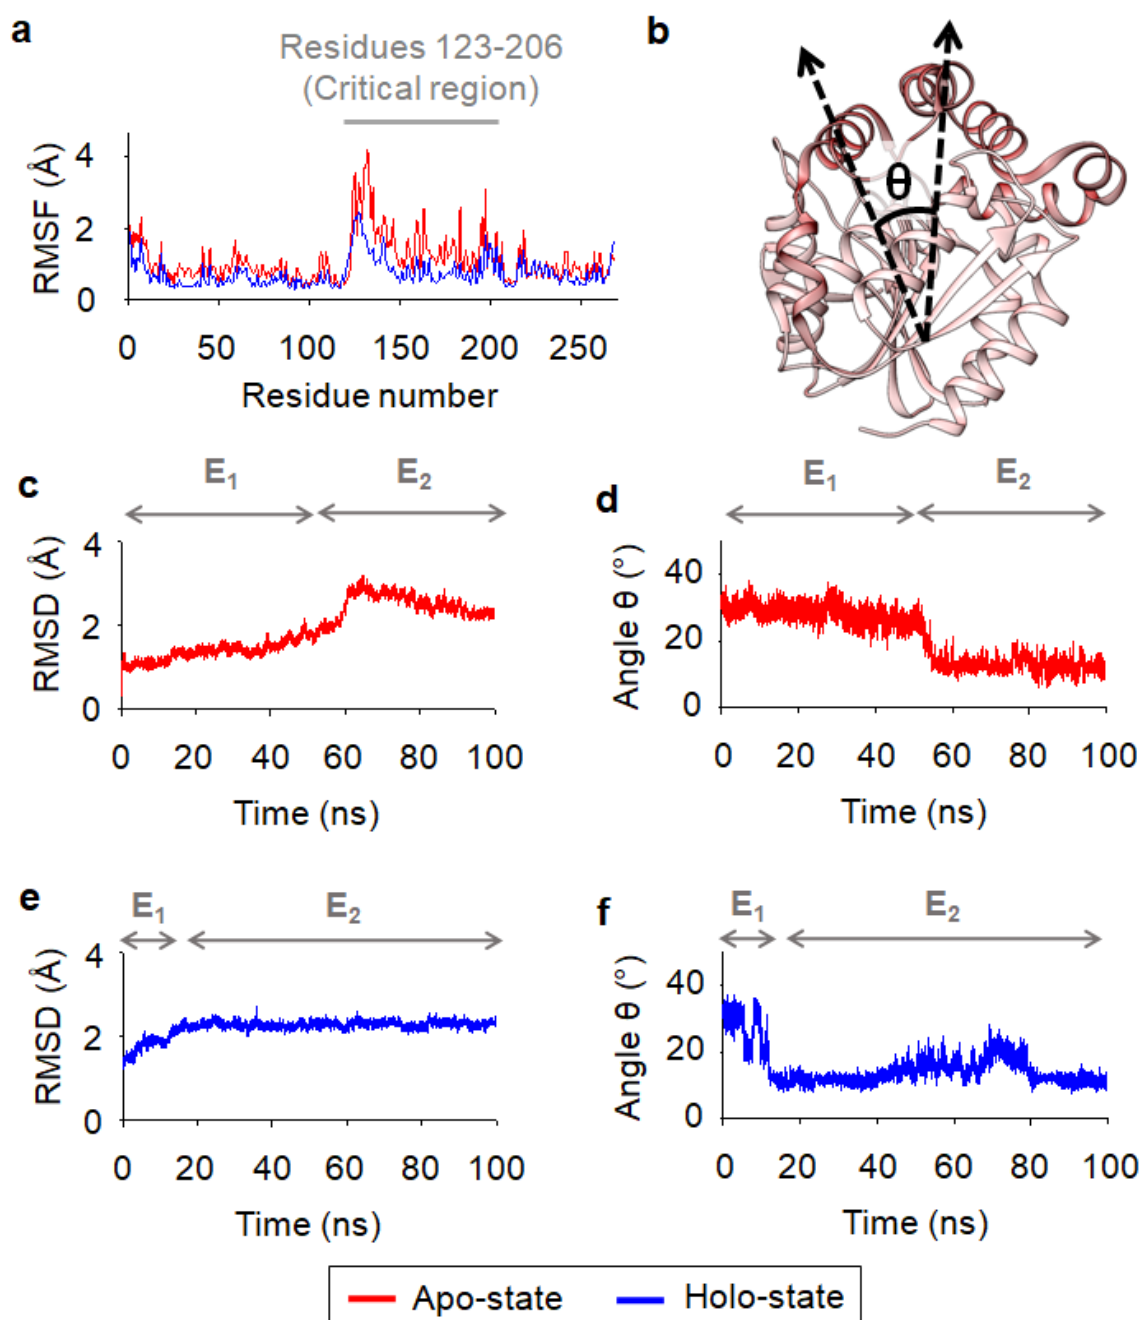 a
Residues 123-206
(Critical region)
RMSF (Å)
4
2
0
0 50 100 150 200 250
Residue number
b
θ
c
E1 E2
RMSD (Å)
4
2
0
0 20 40 60 80 100
Time (ns)
d
E1 E2
Angle θ (°)
40
20
0
0 20 40 60 80 100
Time (ns)
e
E1 E2
RMSD (Å)
4
2
0
0 20 40 60 80 100
Time (ns)
f
E1 E2
Angle θ (°)
40
20
0
0 20 40 60 80 100
Time (ns)
Apo-state Holo-state